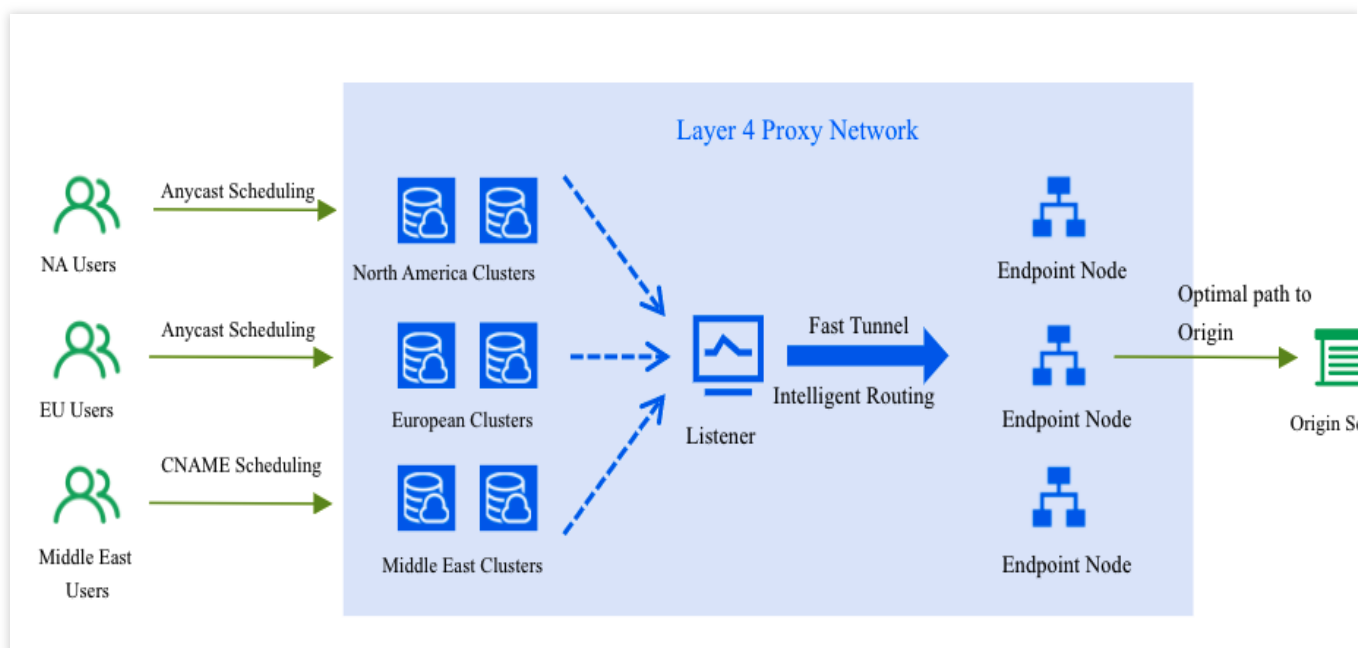 Layer 4 Proxy Network
Anycast Scheduling
NA Users
North America Clusters
Endpoint Node
Optimal path to
Origin
Anycast Scheduling
EU Users
European Clusters
Listener
Fast Tunnel
Intelligent Routing
Endpoint Node
Origin
CNAME Scheduling
Middle East
Users
Middle East Clusters
Endpoint Node